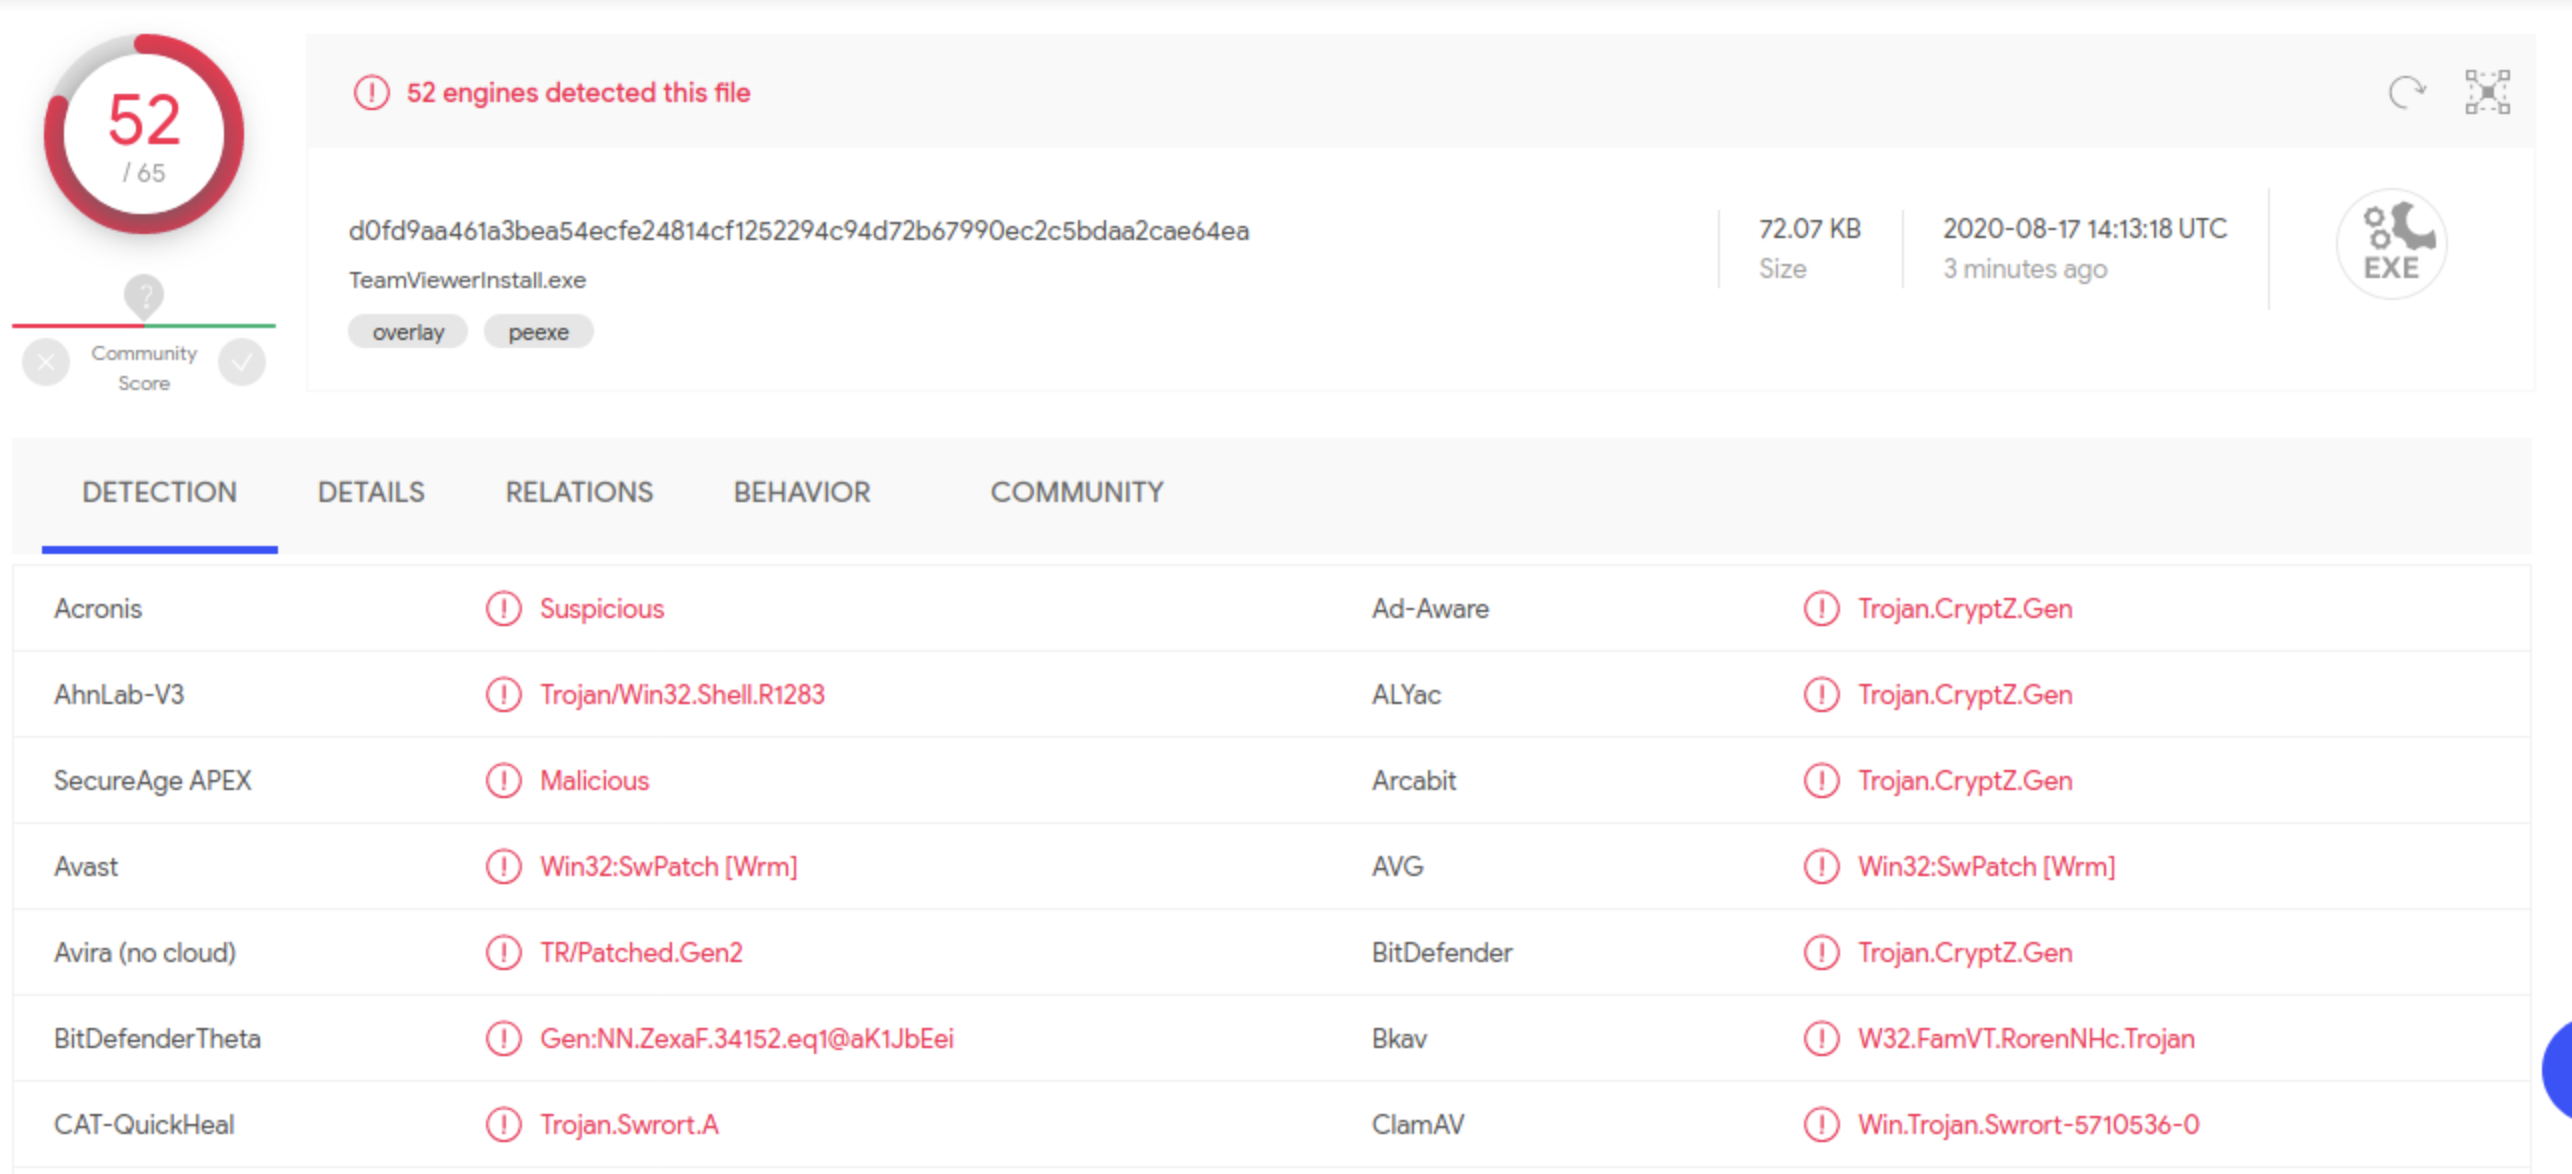 52
/ 65
?
Community
Score
52 engines detected this file
d0fd9aa461a3bea54ecfe24814cf1252294c94d72b67990ec2c5bdaa2cae64ea
TeamViewerInstall.exe
overlay peexe
72.07 KB
Size
2020-08-17 14:13:18 UTC
3 minutes ago
EXE
DETECTION DETAILS RELATIONS BEHAVIOR COMMUNITY
Acronis Suspicious Ad-Aware Trojan.CryptZ.Gen
AhnLab-V3 Trojan/Win32.Shell.R1283 ALYac Trojan.CryptZ.Gen
SecureAge APEX Malicious Arcabit Trojan.CryptZ.Gen
Avast Win32:SwPatch [Wrm] AVG Win32:SwPatch [Wrm]
Avira (no cloud) TR/Patched.Gen2 BitDefender Trojan.CryptZ.Gen
BitDefenderTheta Gen:NN.ZexaF.34152.eq1@aK1JbEei Bkav W32.FamVT.RorenNHc.Trojan
CAT-QuickHeal Trojan.Swrort.A ClamAV Win.Trojan.Swrort-5710536-0